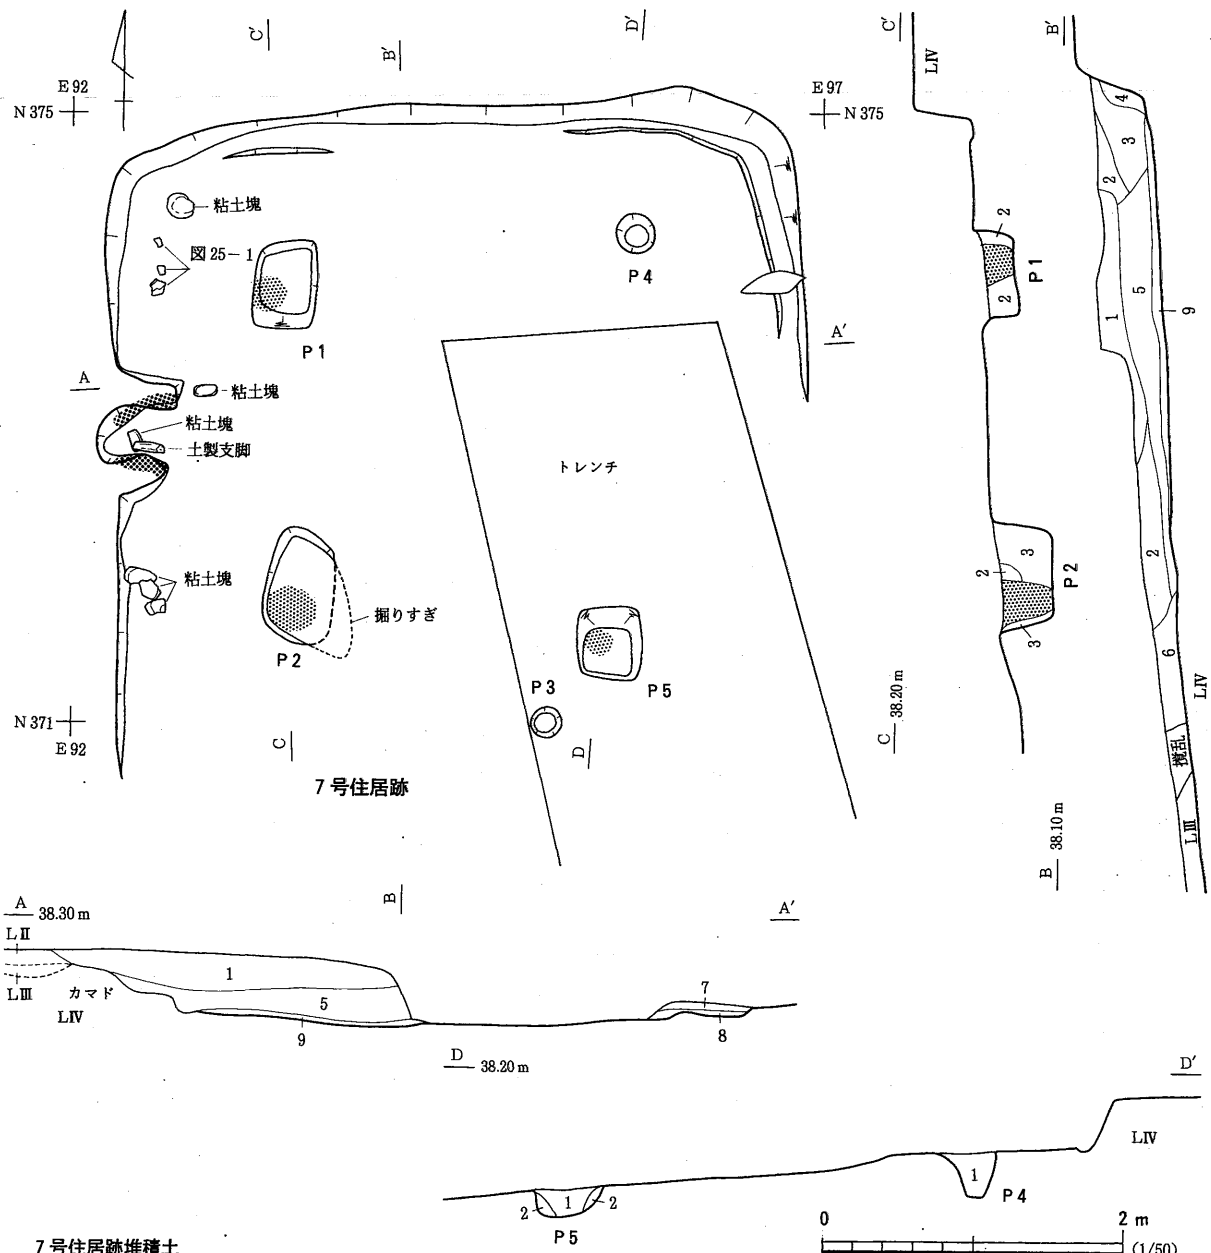 C′
B′
D′
C′
B′
E 92
N 375
E 97
N 375
LⅣ
4
3
2
粘土塊
図 25－1
P 1
P 4
2
2
P 1
1
5
9
A
A′
粘土塊
粘土塊
土製支脚
トレンチ
粘土塊
掘りすぎ
P 2
P 3
P 5
2
3
3
P 2
2
6
LⅣ
攪乱
LⅢ
N 371
E 92
C
D
C
38.20 m
7 号住居跡
B
38.10 m
B
A
38.30 m
A′
LⅡ
LⅢ
カマド
LⅣ
1
5
9
7
8
D
38.20 m
D′
LⅣ
1
P 4
2
1
2
P 5
0
2 m
(1/50)
7 号住居跡堆積土